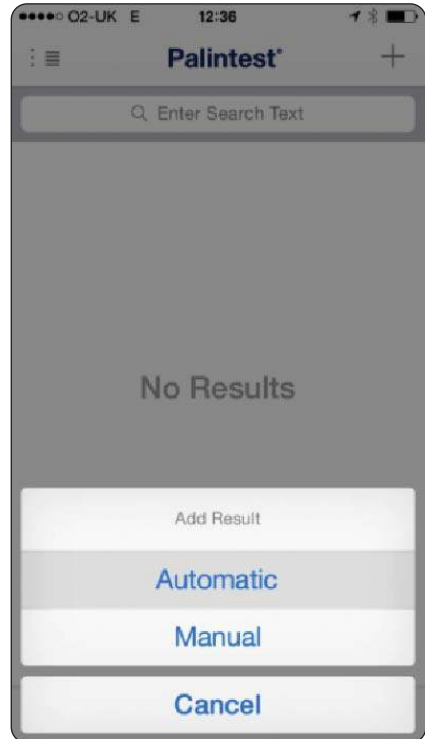 O2-UK E 12:36
Palintest
Enter Search Text
No Results
Add Result
Automatic
Manual
Cancel